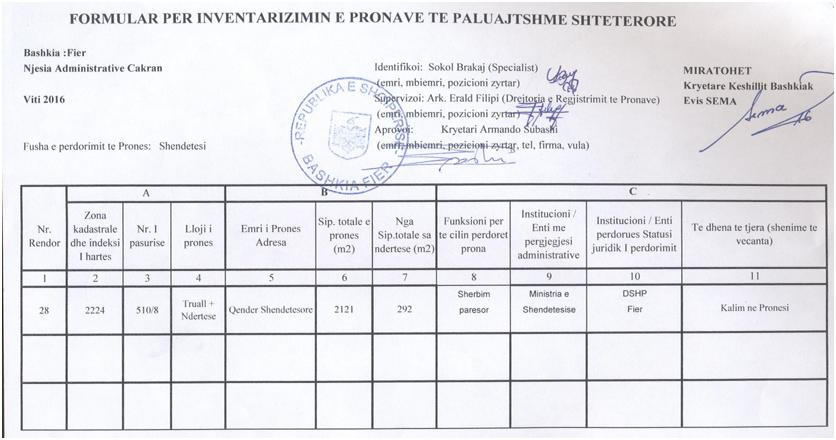 FORMULAR PER INVENTARIZIMIN E PRONAVE TE PALUAJTSHME SHTETERORE
Bashkia :Fier
Njesia Administrative Cakran
Viti 2016
Fusha e perdorimit te Prones: Shendetesi
Identifikoi: Sokol Brakaj (Specialist)
(emri, mbiemri, pozicioni zyrtar)
Supervizoi: Ark. Erald Filipi (Drejtoria e Regjistrimit te Pronave)
(emri, mbiemri, pozicioni zyrtar)
Aprovoi: Kryetari Armando Subashi
(emri, mbiemri, pozicioni zyrtar, tel, firma, vula)
REPUBLIKA E SHQIPERISE
BASHKIA FIER
MIRATOHET
Kryetare Keshillit Bashkiak
Evis SEMA
Sema
A B C
Nr. Rendor
Zona kadastrale dhe indeksi I hartes
Nr. I pasurise
Lloji i prones
Emri i Prones Adresa
Sip. totale e prones (m2)
Nga Sip.totale sa ndertese (m2)
Funksioni per te cilin perdoret prona
Institucioni / Enti me pergjegjesi administrative
Institucioni / Enti perdorues Statusi juridik I perdorimit
Te dhena te tjera (shenime te vecanta)
1 2 3 4 5 6 7 8 9 10 11
28 2224 510/8 Truall + Ndertese Qender Shendetesore 2121 292 Sherbim paresor Ministria e Shendetesise DSHP Fier Kalim ne Pronesi